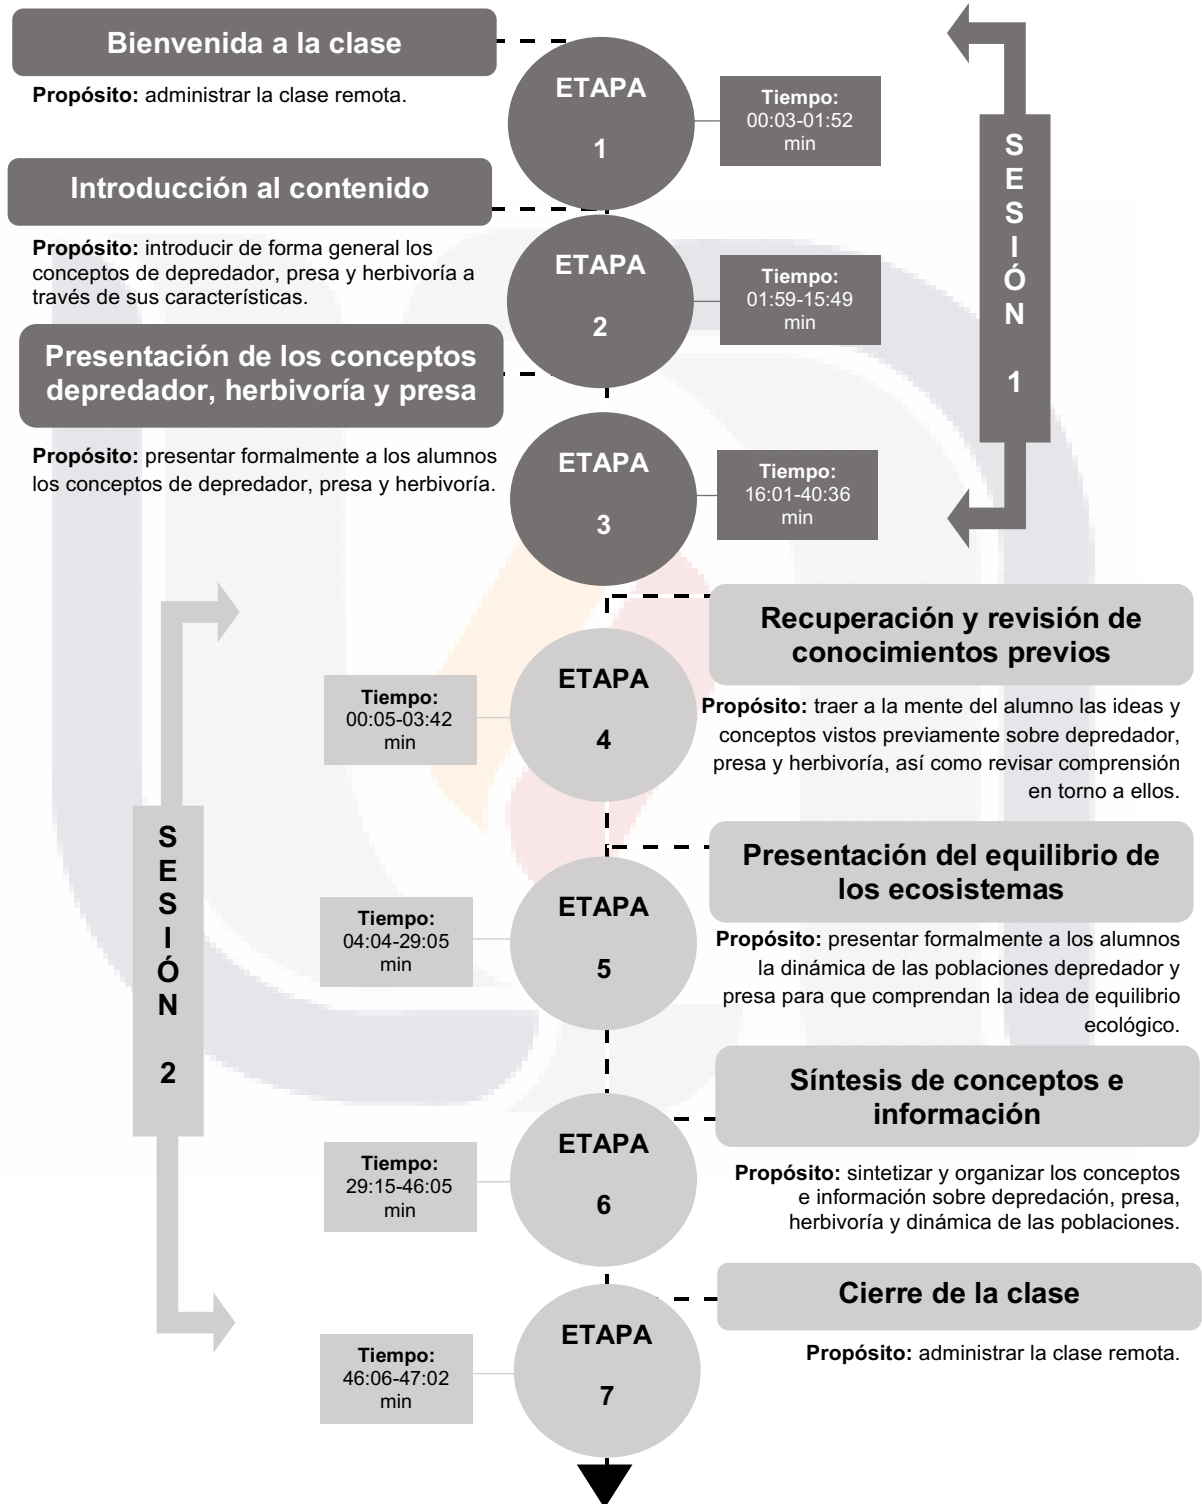 Bienvenida a la clase
Propósito: administrar la clase remota.
ETAPA
1
Tiempo:
00:03-01:52
min
Introducción al contenido
Propósito: introducir de forma general los
conceptos de depredador, presa y herbivoría a
través de sus características.
ETAPA
2
Tiempo:
01:59-15:49
min
Presentación de los conceptos
depredador, herbivoría y presa
Propósito: presentar formalmente a los alumnos
los conceptos de depredador, presa y herbivoría.
ETAPA
3
Tiempo:
16:01-40:36
min
S
E
S
I
Ó
N
1
Recuperación y revisión de
conocimientos previos
Propósito: traer a la mente del alumno las ideas y
conceptos vistos previamente sobre depredador,
presa y herbivoría, así como revisar comprensión
en torno a ellos.
ETAPA
4
Tiempo:
00:05-03:42
min
Presentación del equilibrio de
los ecosistemas
Propósito: presentar formalmente a los alumnos
la dinámica de las poblaciones depredador y
presa para que comprendan la idea de equilibrio
ecológico.
ETAPA
5
Tiempo:
04:04-29:05
min
S
E
S
I
Ó
N
2
Síntesis de conceptos e
información
Propósito: sintetizar y organizar los conceptos
e información sobre depredación, presa,
herbivoría y dinámica de las poblaciones.
ETAPA
6
Tiempo:
29:15-46:05
min
Cierre de la clase
Propósito: administrar la clase remota.
ETAPA
7
Tiempo:
46:06-47:02
min